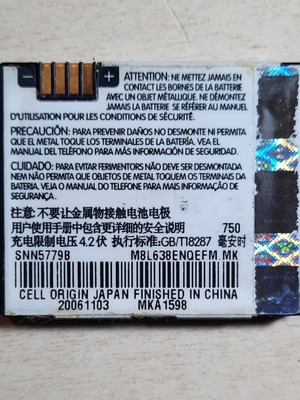 - +
ATTENTION: NE METTEZ JAMAIS EN
CONTACT LES BORNES DE LA BATTERIE
AVEC UN OBJET MÉTALLIQUE. NE DÉMONTEZ
JAMAIS LA BATTERIE. SE RÉFÉRER AU MANUEL
POUR LES CONSIGNES DE SÉCURITÉ.
PRECAUCIÓN: PARA PREVENIR DAÑOS NO DESMONTE NI PERMITA
QUE EL METAL TOQUE LOS TERMINALES DE LA BATERÍA. VEA EL
MANUAL DEL TELÉFONO PARA MAS INFORMACIÓN DE SEGURIDAD.
CUIDADO: PARA EVITAR FERIMENTOS NÃO DEVE SER DESMONTADA
NEM PERMITIR QUE OBJETOS DE METAL TOQUEM OS TERMINAIS DA
BATERIA. VEJA O MANUAL DO TELEFONE PARA MAIS INFORMAÇÃO DE
SEGURANÇA.
注意: 不要让金属物接触电池电极
用户使用手册中包含更详细的安全说明 750
充电限制电压4.2伏 执行标准:GB/T18287 毫安时
SNN5779B M8L638ENQEFM.MK
CELL ORIGIN JAPAN FINISHED IN CHINA
20061103 MKA1598